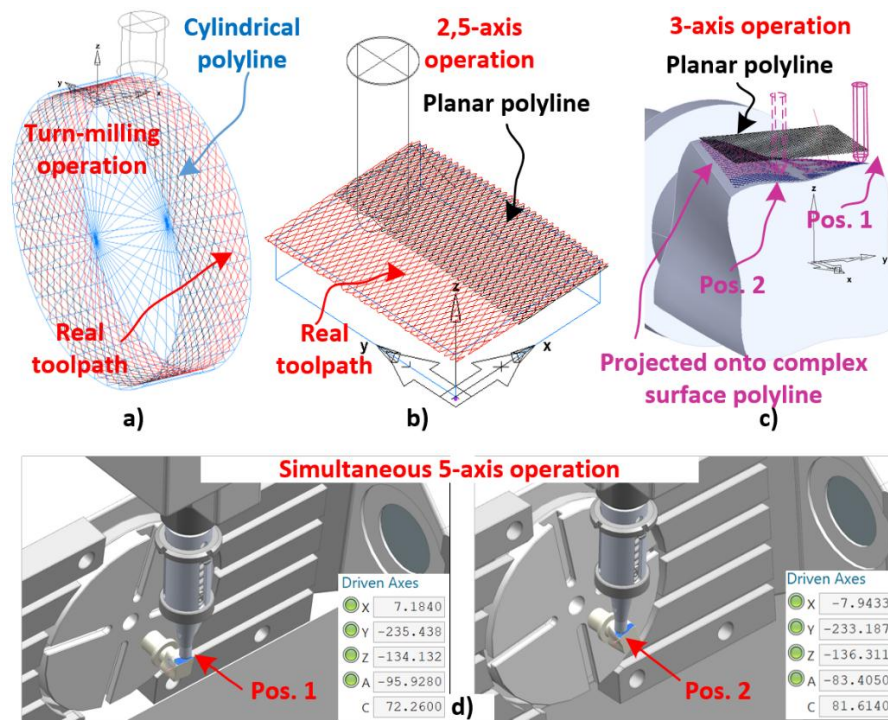 Cylindrical
polyline
Turn-milling
operation
Real
toolpath
z
y
x
a)
2,5-axis
operation
Planar polyline
Real
toolpath
z
y
x
b)
3-axis operation
Planar polyline
Pos. 1
Pos. 2
z
y
x
Projected onto complex
surface polyline
c)
Simultaneous 5-axis operation
Pos. 1
Driven Axes
X 7.1840
Y -235.438
Z -134.132
A -95.9280
C 72.2600
d)
Pos. 2
Driven Axes
X -7.9433
Y -233.187
Z -136.311
A -83.4050
C 81.6140